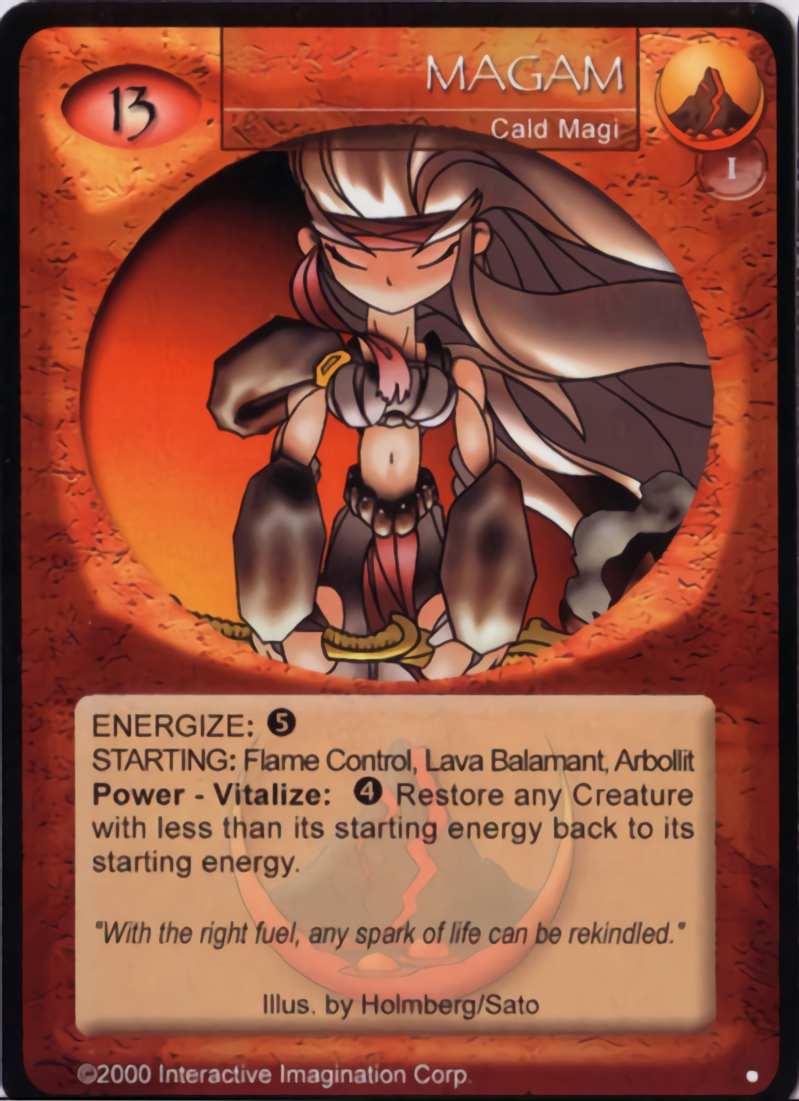 13
MAGAM
Cald Magi
I
ENERGIZE: 5
STARTING: Flame Control, Lava Balamant, Arbollit
Power - Vitalize: 4 Restore any Creature
with less than its starting energy back to its
starting energy.
"With the right fuel, any spark of life can be rekindled."
Illus. by Holmberg/Sato
©2000 Interactive Imagination Corp.